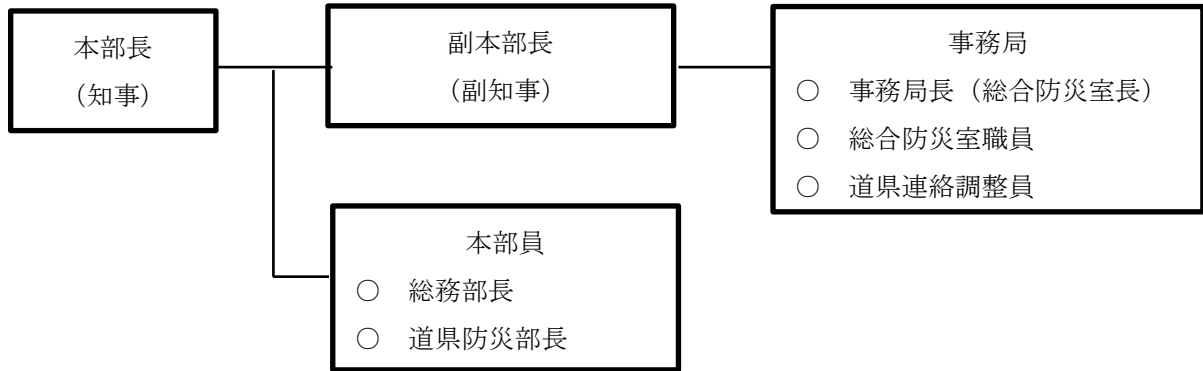 本部長
(知事)
副本部長
(副知事)
事務局
○ 事務局長(総合防災室長)
○ 総合防災室職員
○ 道県連絡調整員
本部員
○ 総務部長
○ 道県防災部長